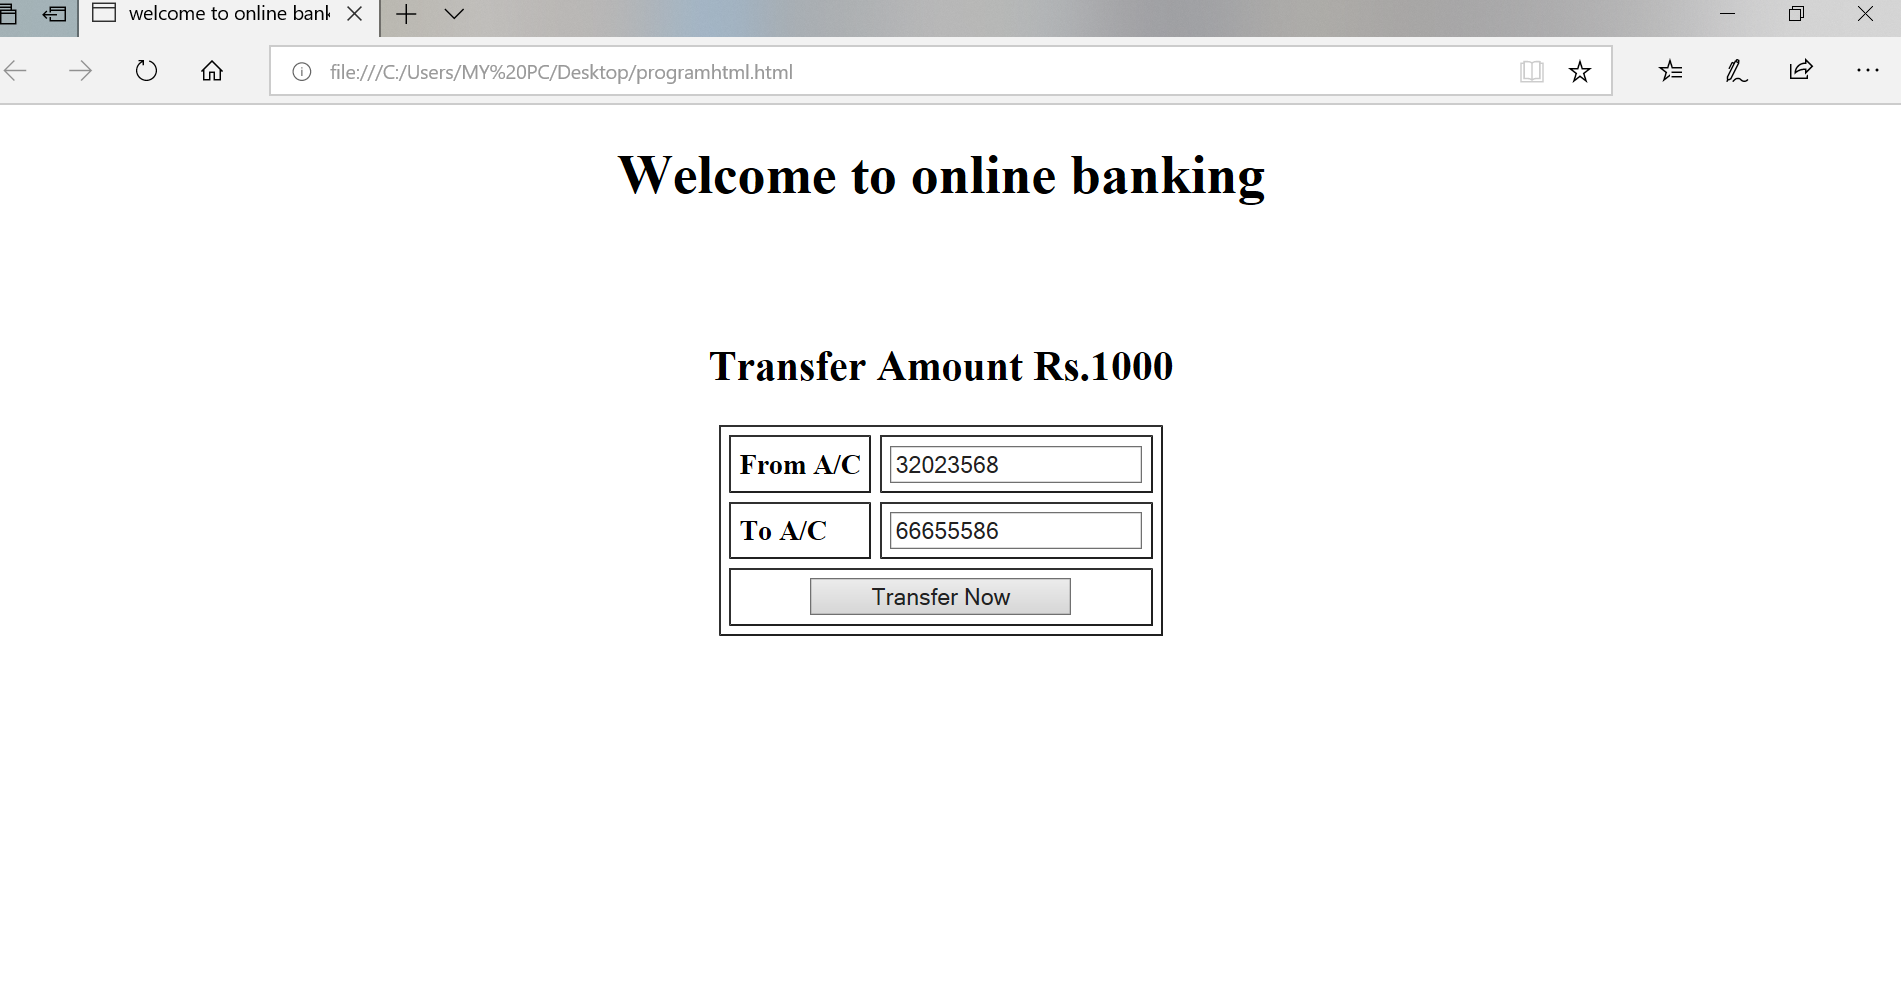 welcome to online bank
file:///C:/Users/MY%20PC/Desktop/programhtml.html
Welcome to online banking
Transfer Amount Rs.1000
From A/C 32023568
To A/C 66655586
Transfer Now